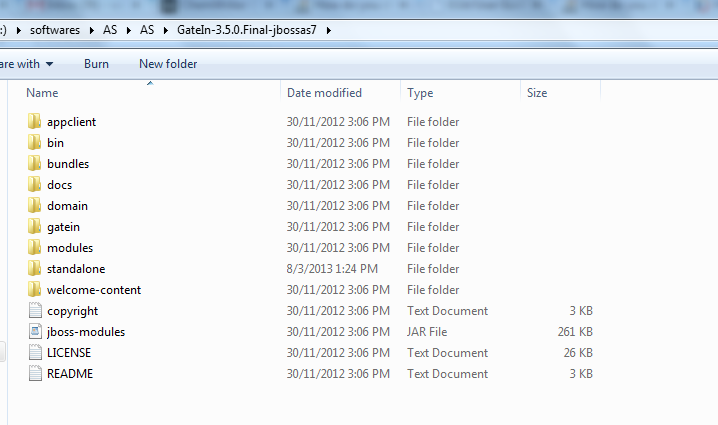 :) softwares AS AS GateIn-3.5.0.Final-jbossas7
are with Burn New folder
Name Date modified Type Size
appclient 30/11/2012 3:06 PM File folder
bin 30/11/2012 3:06 PM File folder
bundles 30/11/2012 3:06 PM File folder
docs 30/11/2012 3:06 PM File folder
domain 30/11/2012 3:06 PM File folder
gatein 30/11/2012 3:06 PM File folder
modules 30/11/2012 3:06 PM File folder
standalone 8/3/2013 1:24 PM File folder
welcome-content 30/11/2012 3:06 PM File folder
copyright 30/11/2012 3:06 PM Text Document 3 KB
jboss-modules 30/11/2012 3:06 PM JAR File 261 KB
LICENSE 30/11/2012 3:06 PM Text Document 26 KB
README 30/11/2012 3:06 PM Text Document 3 KB